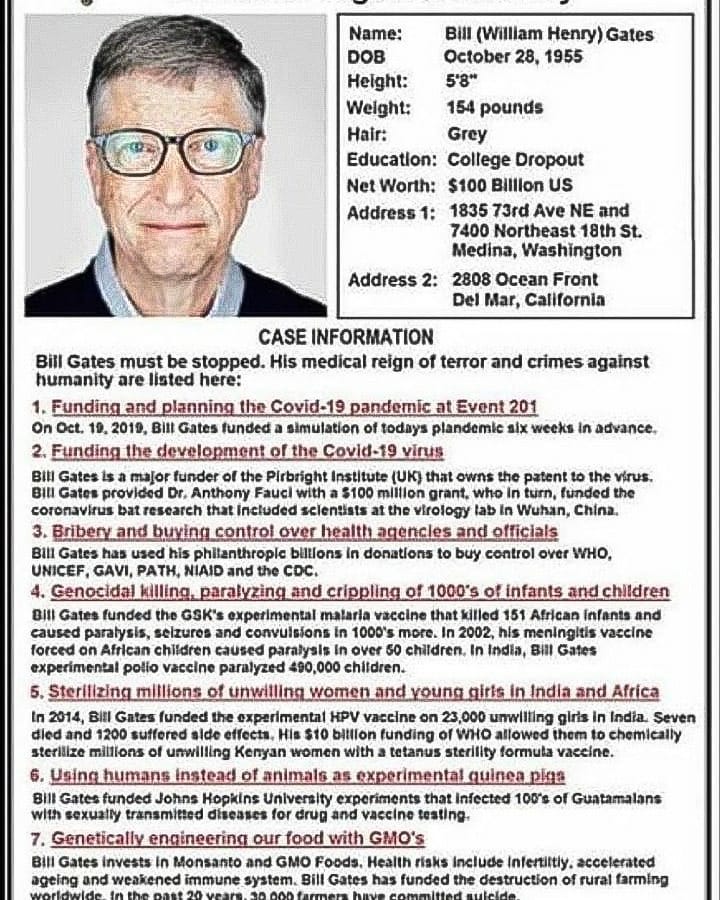 Name: Bill (William Henry) Gates
DOB October 28, 1955
Height: 5'8"
Weight: 154 pounds
Hair: Grey
Education: College Dropout
Net Worth: $100 Billion US
Address 1: 1835 73rd Ave NE and
7400 Northeast 18th St.
Medina, Washington
Address 2: 2808 Ocean Front
Del Mar, California
CASE INFORMATION
Bill Gates must be stopped. His medical reign of terror and crimes against
humanity are listed here:
1. Funding and planning the Covid-19 pandemic at Event 201
On Oct. 19, 2019, Bill Gates funded a simulation of todays plandemic six weeks in advance.
2. Funding the development of the Covid-19 virus
Bill Gates is a major funder of the Pirbright Institute (UK) that owns the patent to the virus.
Bill Gates provided Dr. Anthony Fauci with a $100 million grant, who in turn, funded the
coronavirus bat research that included scientists at the virology lab in Wuhan, China.
3. Bribery and buying control over health agencies and officials
Bill Gates has used his philanthropic billions in donations to buy control over WHO,
UNICEF, GAVI, PATH, NIAID and the CDC.
4. Genocidal killing, paralyzing and crippling of 1000's of infants and children
Bill Gates funded the GSK's experimental malaria vaccine that killed 151 African infants and
caused paralysis, seizures and convulsions in 1000's more. In 2002, his meningitis vaccine
forced on African children caused paralysis in over 50 children. In India, Bill Gates
experimental polio vaccine paralyzed 490,000 children.
5. Sterilizing millions of unwilling women and young girls in India and Africa
In 2014, Bill Gates funded the experimental HPV vaccine on 23,000 unwilling girls in India. Seven
died and 1200 suffered side effects. His $10 billion funding of WHO allowed them to chemically
sterilize millions of unwilling Kenyan women with a tetanus sterility formula vaccine.
6. Using humans instead of animals as experimental guinea pigs
Bill Gates funded Johns Hopkins University experiments that infected 100's of Guatamalans
with sexually transmitted diseases for drug and vaccine testing.
7. Genetically engineering our food with GMO's
Bill Gates invests in Monsanto and GMO Foods. Health risks include infertiltiy, accelerated
ageing and weakened immune system. Bill Gates has funded the destruction of rural farming
worldwide. In the past 20 years, 30,000 farmers have committed suicide.